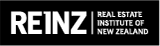 REINZ
REAL ESTATE
INSTITUTE OF
NEW ZEALAND